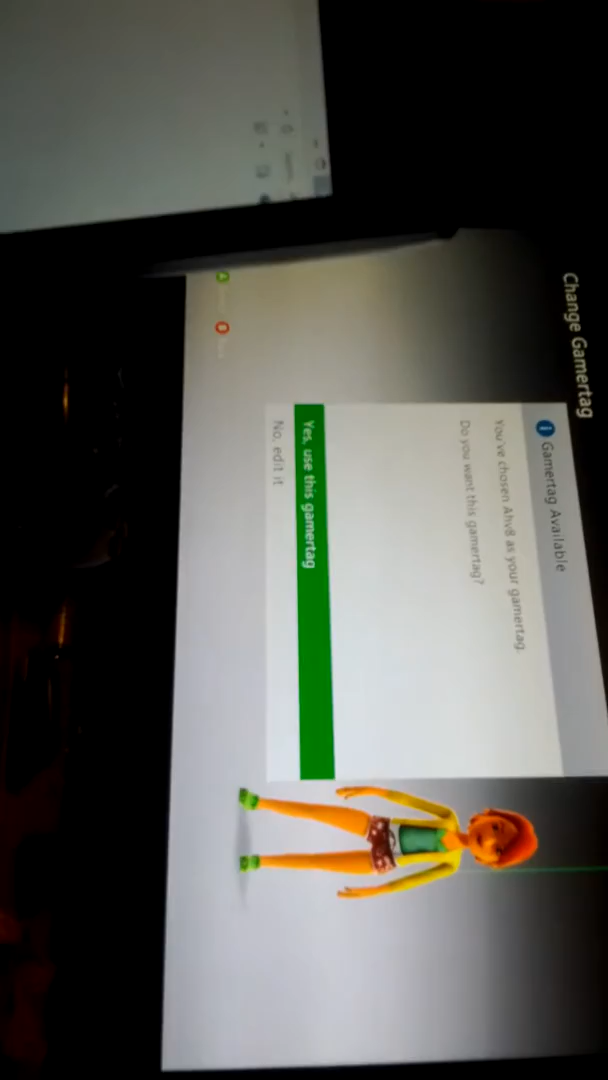 Change Gamertag
Gamertag Available
You've chosen Ahv8 as your gamertag.
Do you want this gamertag?
Yes, use this gamertag
No, edit it
A
B